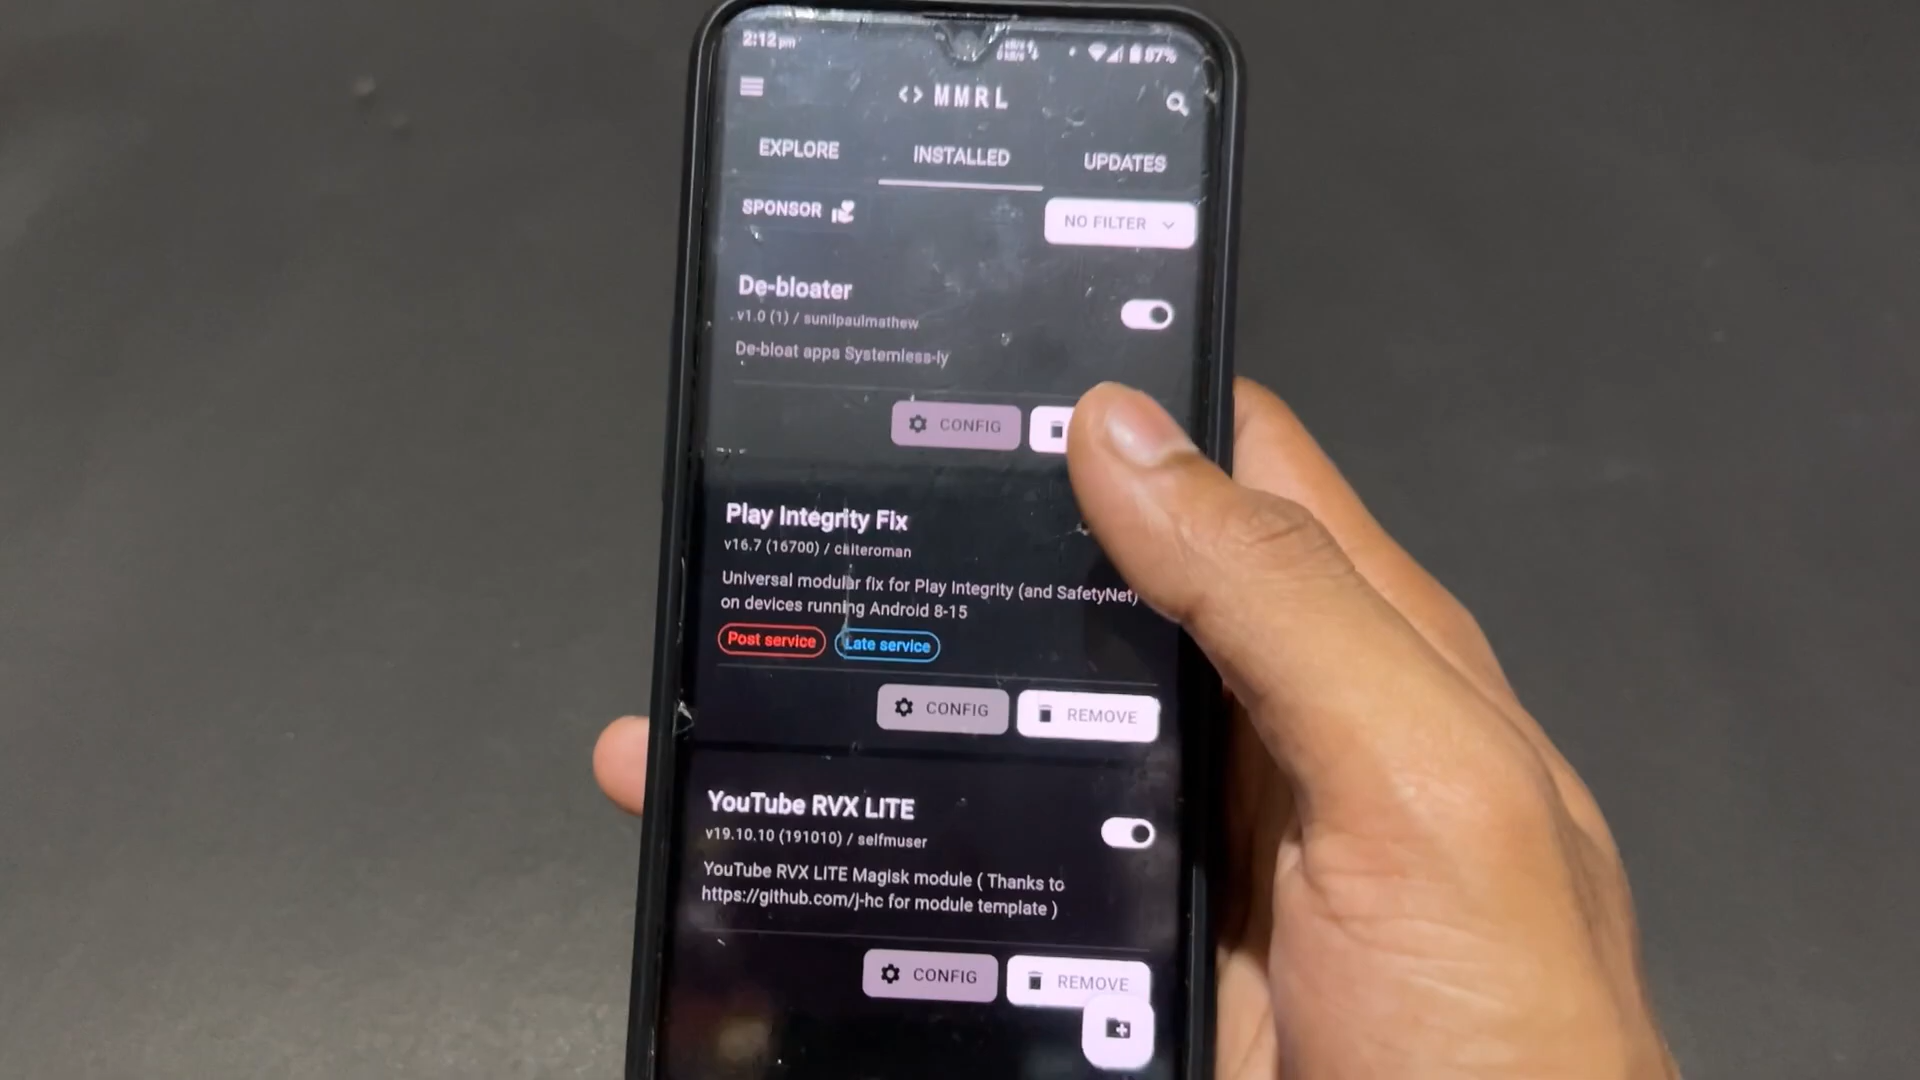 2:12 pm
87%
<> MMRL
EXPLORE
INSTALLED
UPDATES
SPONSOR
NO FILTER
De-bloater
v1.0 (1) / sunilpaulmathew
De-bloat apps Systemless-ly
CONFIG
Play Integrity Fix
v16.7 (16700) / chiteroman
Universal modular fix for Play Integrity (and SafetyNet)
on devices running Android 8-15
Post service
Late service
CONFIG
REMOVE
YouTube RVX LITE
v19.10.10 (191010) / selfmuser
YouTube RVX LITE Magisk module ( Thanks to
https://github.com/j-hc for module template )
CONFIG
REMOVE